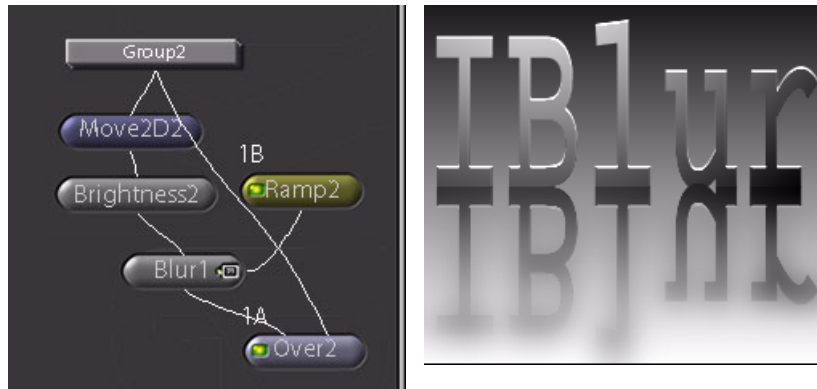 Group2
Move2D2
1B
Brightness2
Ramp2
Blur1
1A
Over2
IBlur